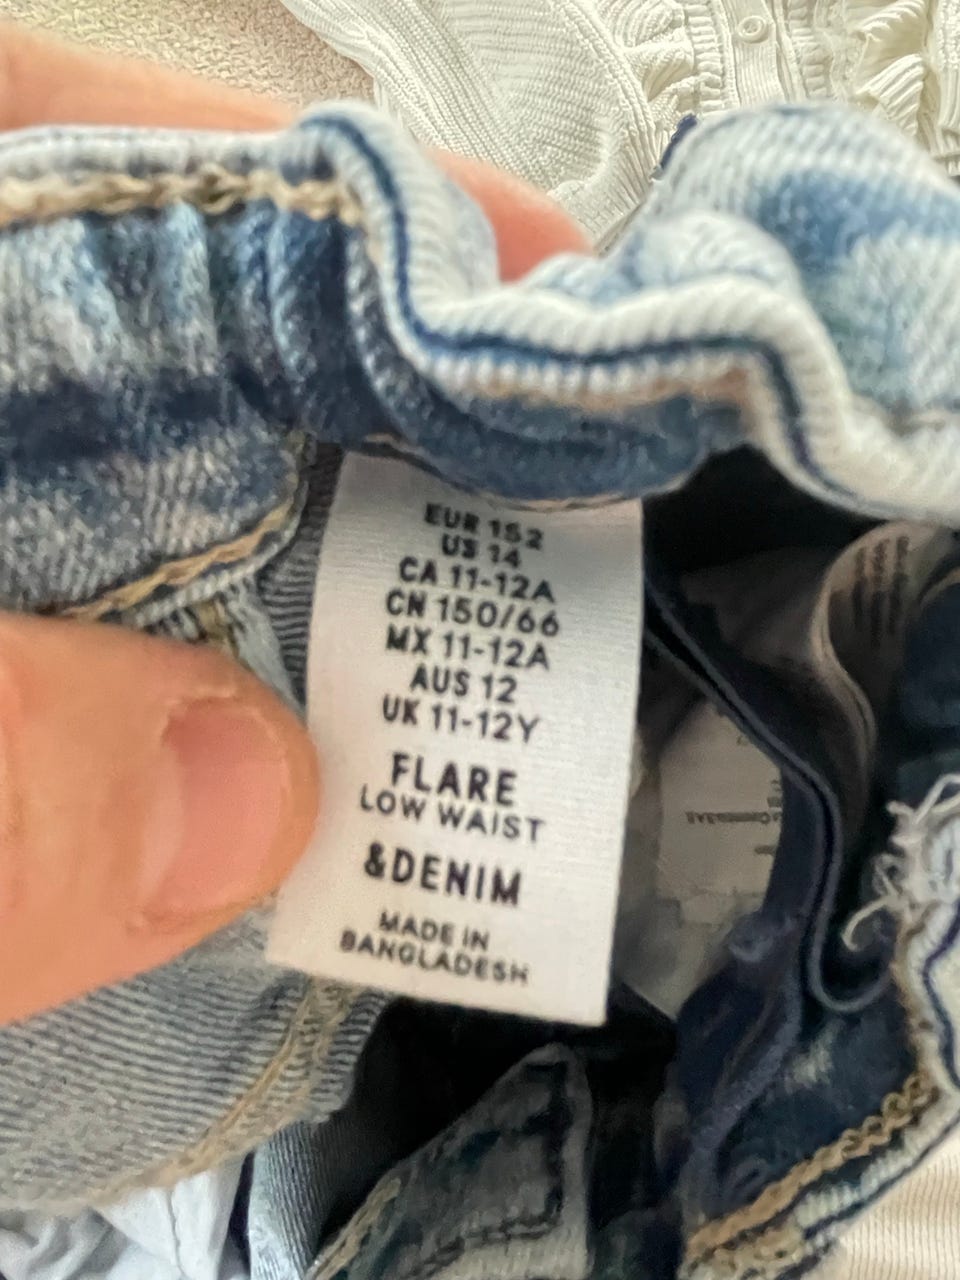 EUR 152
US 14
CA 11-12A
CN 150/66
MX 11-12A
AUS 12
UK 11-12Y
FLARE
LOW WAIST
&DENIM
MADE IN
BANGLADESH